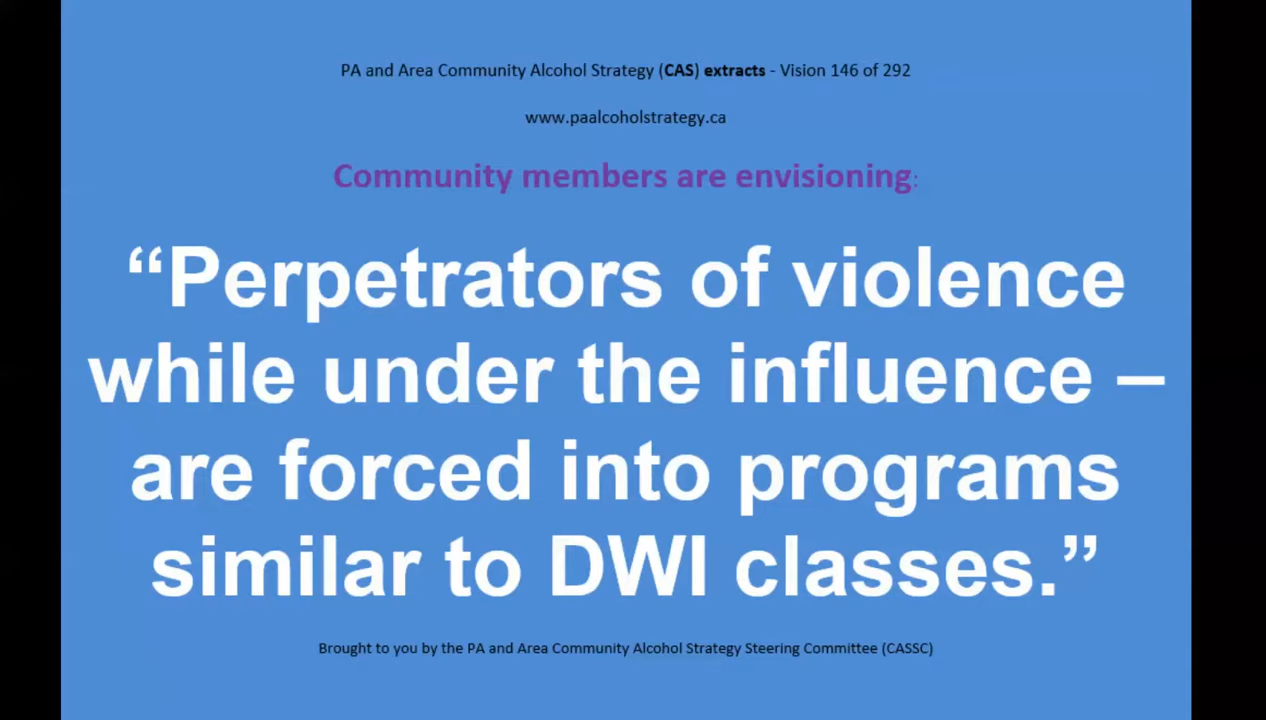 PA and Area Community Alcohol Strategy (CAS) extracts - Vision 146 of 292
www.paalcoholstrategy.ca
Community members are envisioning:
“Perpetrators of violence
while under the influence –
are forced into programs
similar to DWI classes.”
Brought to you by the PA and Area Community Alcohol Strategy Steering Committee (CASSC)